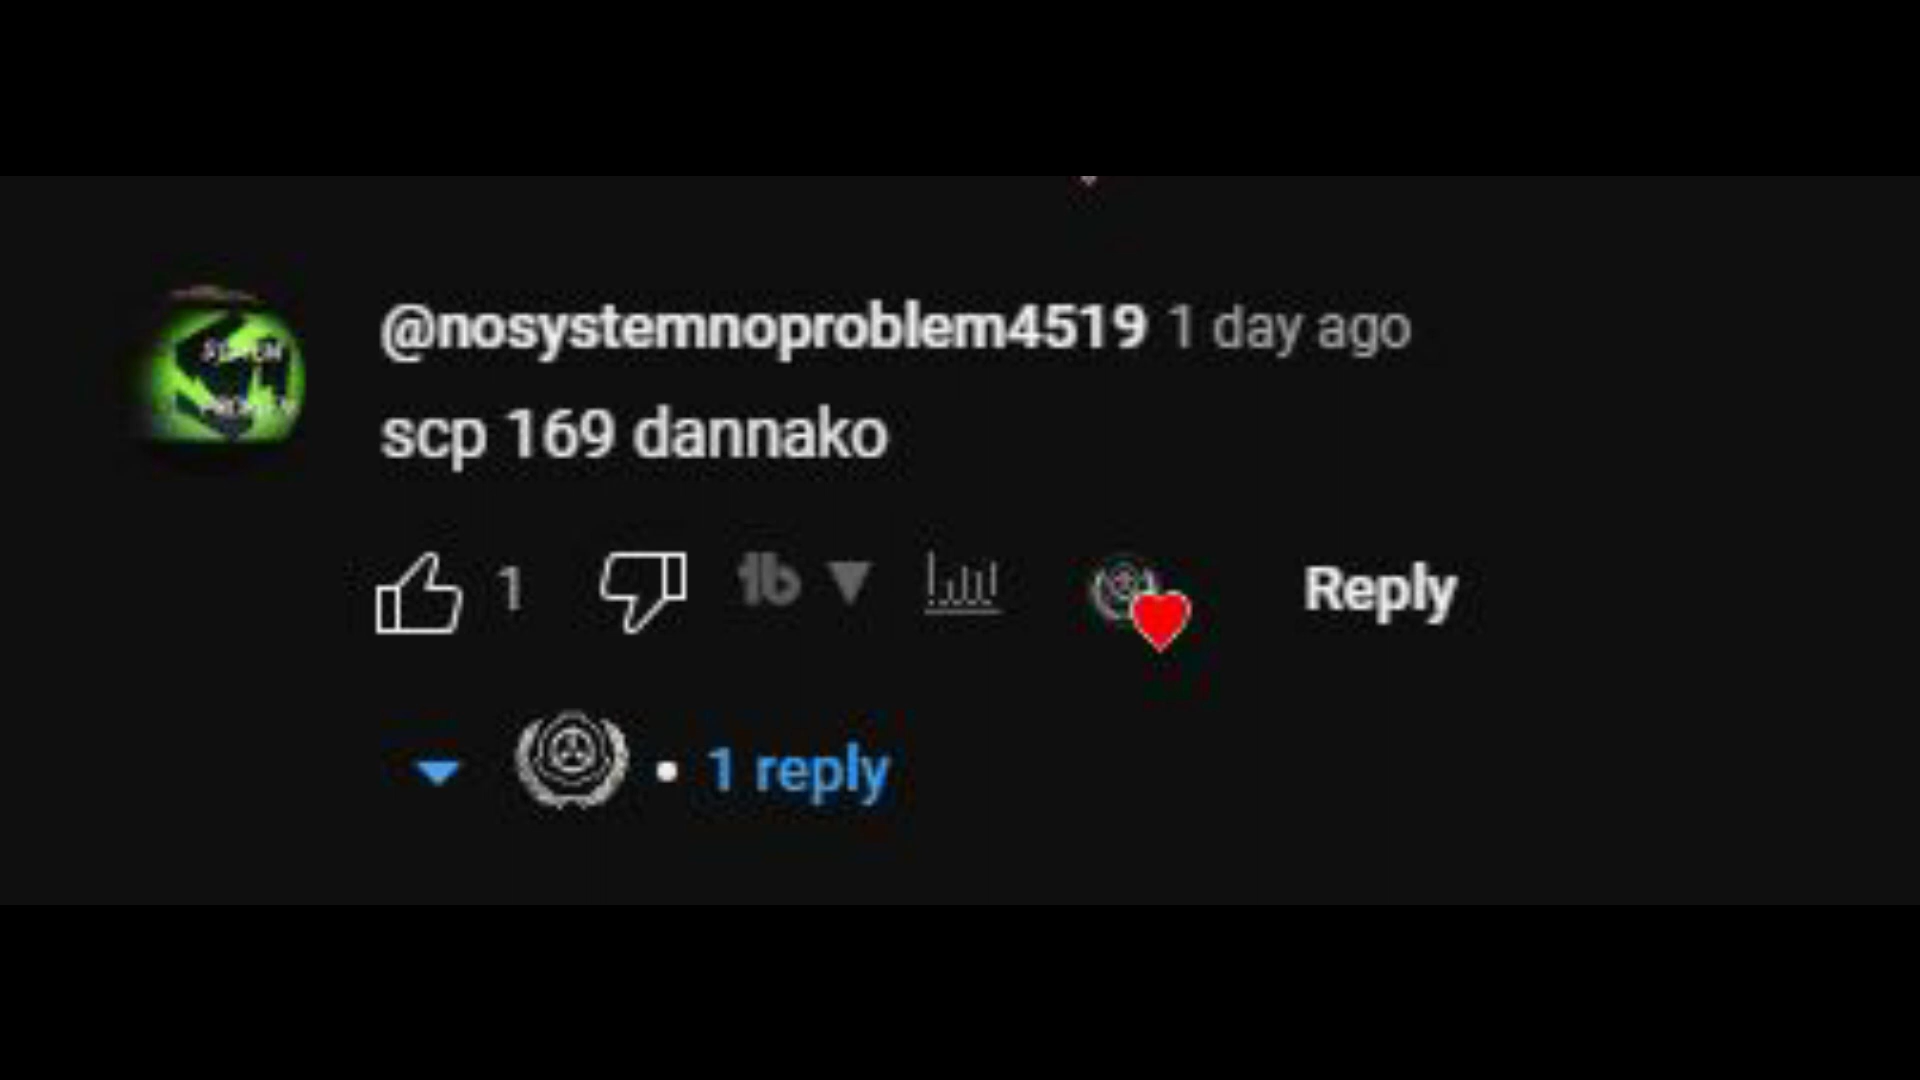 @nosystemnoproblem4519 1 day ago
scp 169 dannako
1
Reply
1 reply